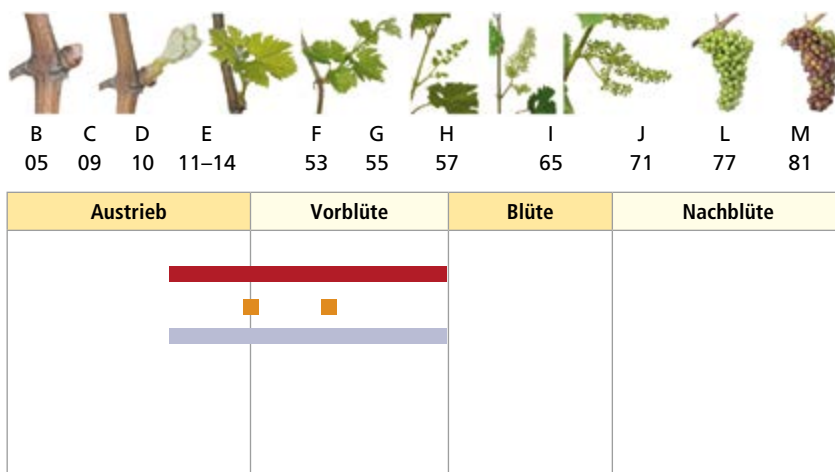 B C D E F G H I J L M
05 09 10 11–14 53 55 57 65 71 77 81
Austrieb Vorblüte Blüte Nachblüte